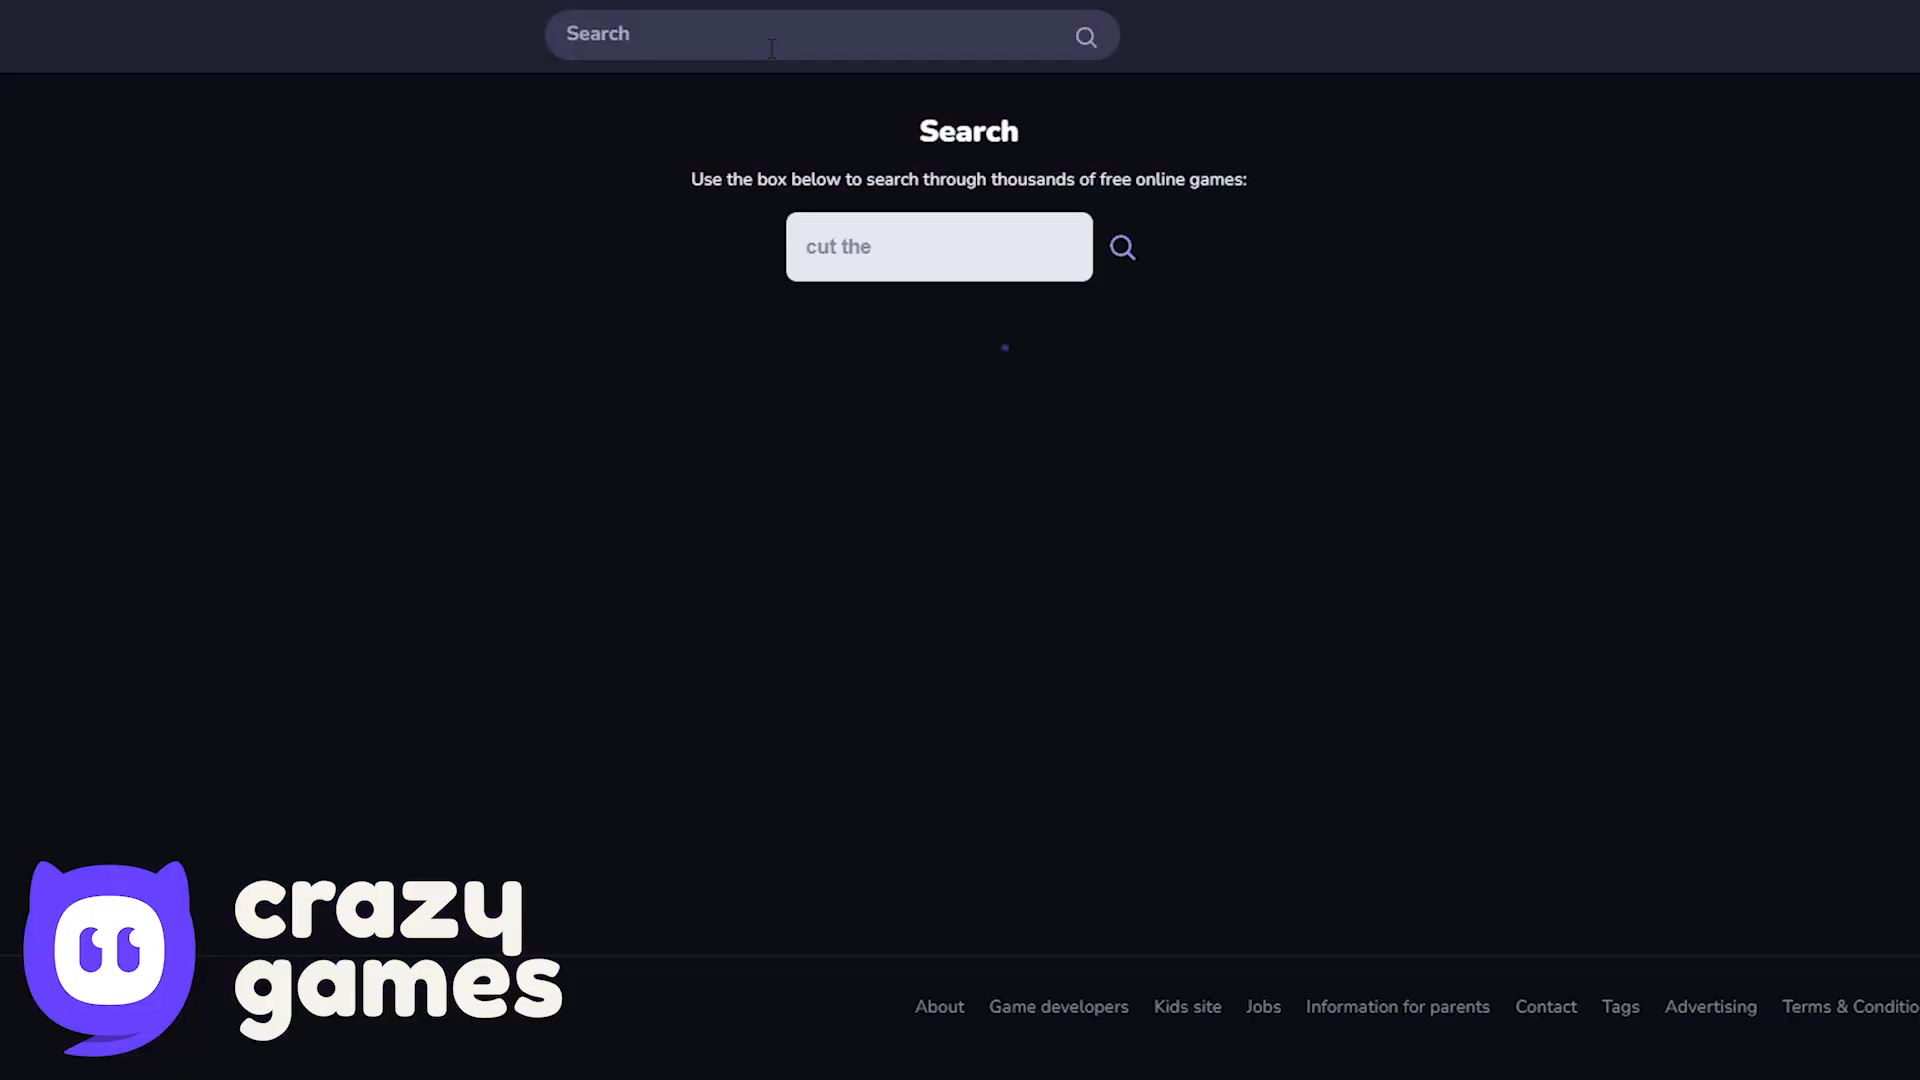 Search
Search
Use the box below to search through thousands of free online games:
cut the
crazy
games
About Game developers Kids site Jobs Information for parents Contact Tags Advertising Terms & Conditio